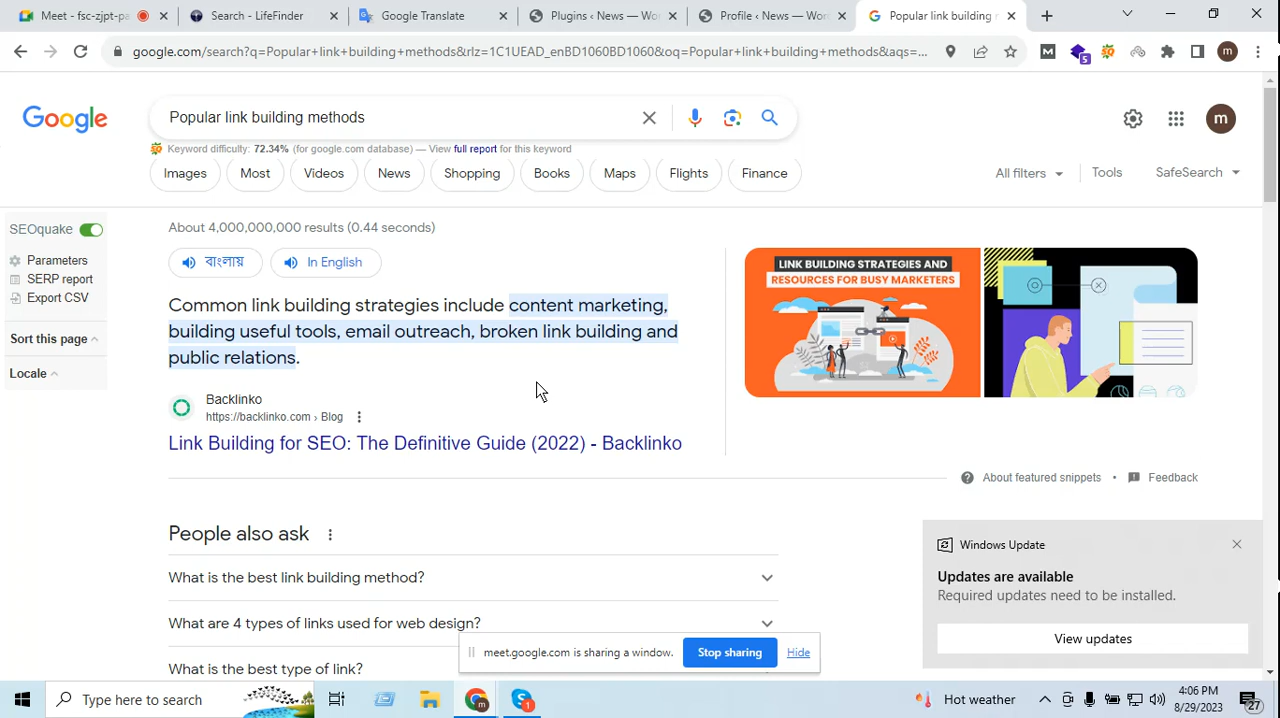 Meet - fsc-zjpt-pa
Search - LifeFinder
Google Translate
Plugins ‹ News — Wo
Profile ‹ News — Wor
Popular link building m
google.com/search?q=Popular+link+building+methods&rlz=1C1UEAD_enBD1060BD1060&oq=Popular+link+building+methods&aqs=...
5
m
Google
Popular link building methods
m
Keyword difficulty: 72.34% (for google.com database) — View full report for this keyword
Images
Most
Videos
News
Shopping
Books
Maps
Flights
Finance
All filters
Tools
SafeSearch
SEOquake
Parameters
SERP report
Export CSV
Sort this page
Locale
About 4,000,000,000 results (0.44 seconds)
বাংলায়
In English
Common link building strategies include content marketing,
building useful tools, email outreach, broken link building and
public relations.
LINK BUILDING STRATEGIES AND
RESOURCES FOR BUSY MARKETERS
Backlinko
https://backlinko.com › Blog
Link Building for SEO: The Definitive Guide (2022) - Backlinko
About featured snippets • Feedback
People also ask
What is the best link building method?
What are 4 types of links used for web design?
What is the best type of link?
Windows Update
Updates are available
Required updates need to be installed.
View updates
meet.google.com is sharing a window.
Stop sharing
Hide
Type here to search
m
1
Hot weather
4:06 PM
8/29/2023
27